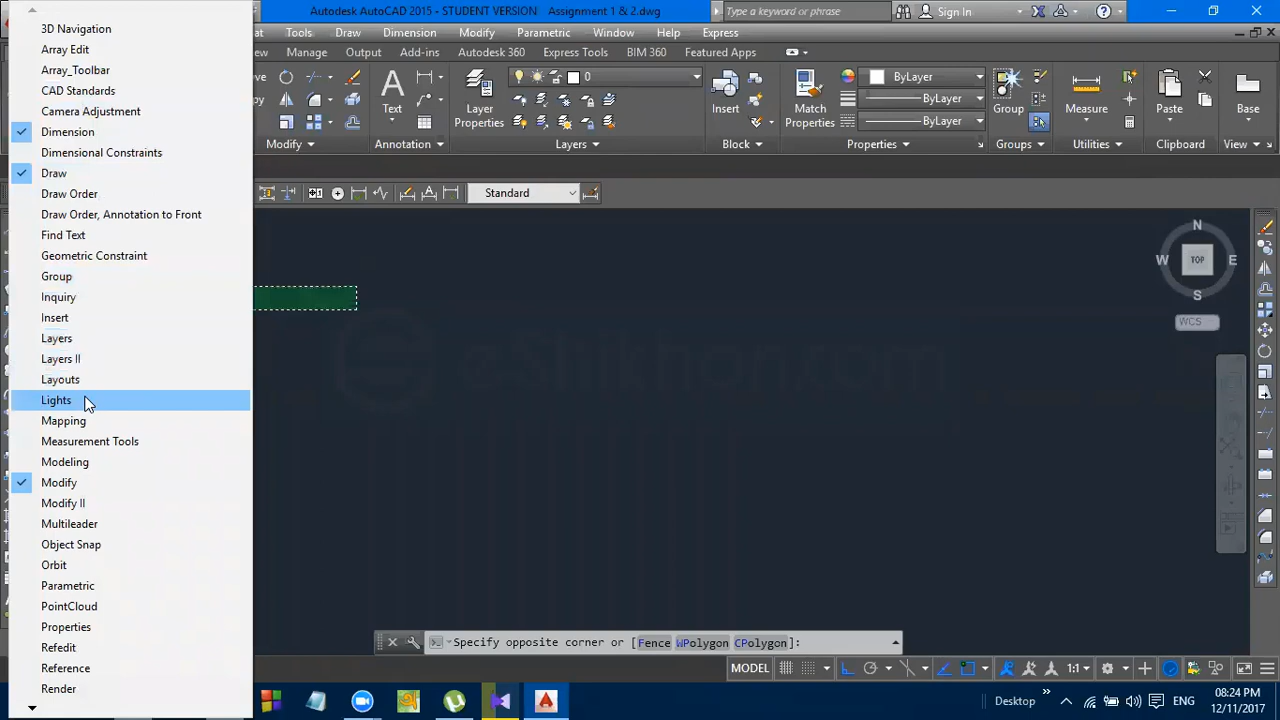 Autodesk AutoCAD 2015 - STUDENT VERSION Assignment 1 & 2.dwg
Type a keyword or phrase
Sign In
Tools Draw Dimension Modify Parametric Window Help Express
Manage Output Add-ins Autodesk 360 Express Tools BIM 360 Featured Apps
0
ByLayer
ByLayer
ByLayer
Text
Layer Properties
Insert
Match Properties
Group
Measure
Paste
Base
Modify Annotation Layers Block Properties Groups Utilities Clipboard View
Standard
3D Navigation
Array Edit
Array_Toolbar
CAD Standards
Camera Adjustment
Dimension
Dimensional Constraints
Draw
Draw Order
Draw Order, Annotation to Front
Find Text
Geometric Constraint
Group
Inquiry
Insert
Layers
Layers II
Layouts
Lights
Mapping
Measurement Tools
Modeling
Modify
Modify II
Multileader
Object Snap
Orbit
Parametric
PointCloud
Properties
Refedit
Reference
Render
N
W TOP E
S
WCS
eShikhon.com
Specify opposite corner or [Fence WPolygon CPolygon]:
MODEL
1:1
Desktop
ENG
08:24 PM
12/11/2017